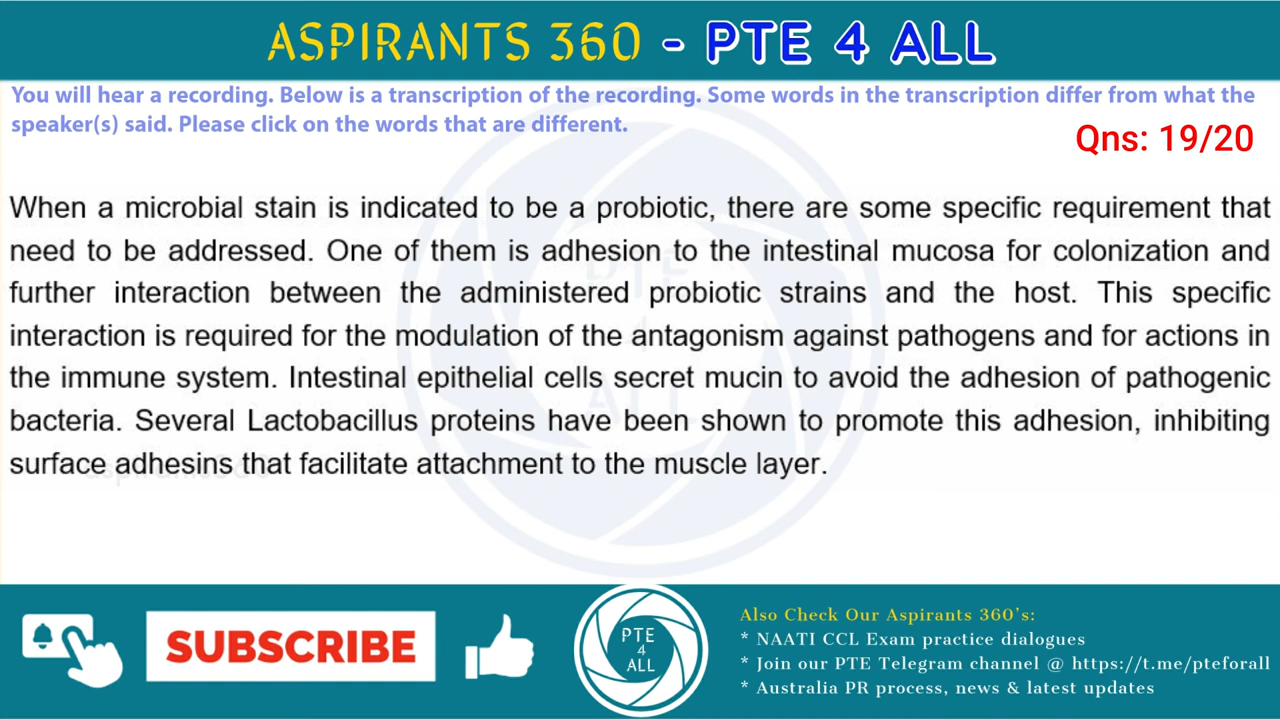 ASPIRANTS 360 - PTE 4 ALL
You will hear a recording. Below is a transcription of the recording. Some words in the transcription differ from what the
speaker(s) said. Please click on the words that are different.
Qns: 19/20
When a microbial stain is indicated to be a probiotic, there are some specific requirement that
need to be addressed. One of them is adhesion to the intestinal mucosa for colonization and
further interaction between the administered probiotic strains and the host. This specific
interaction is required for the modulation of the antagonism against pathogens and for actions in
the immune system. Intestinal epithelial cells secret mucin to avoid the adhesion of pathogenic
bacteria. Several Lactobacillus proteins have been shown to promote this adhesion, inhibiting
surface adhesins that facilitate attachment to the muscle layer.
PTE
4
ALL
SUBSCRIBE
PTE
4
ALL
Also Check Our Aspirants 360's:
* NAATI CCL Exam practice dialogues
* Join our PTE Telegram channel @ https://t.me/pteforall
* Australia PR process, news & latest updates